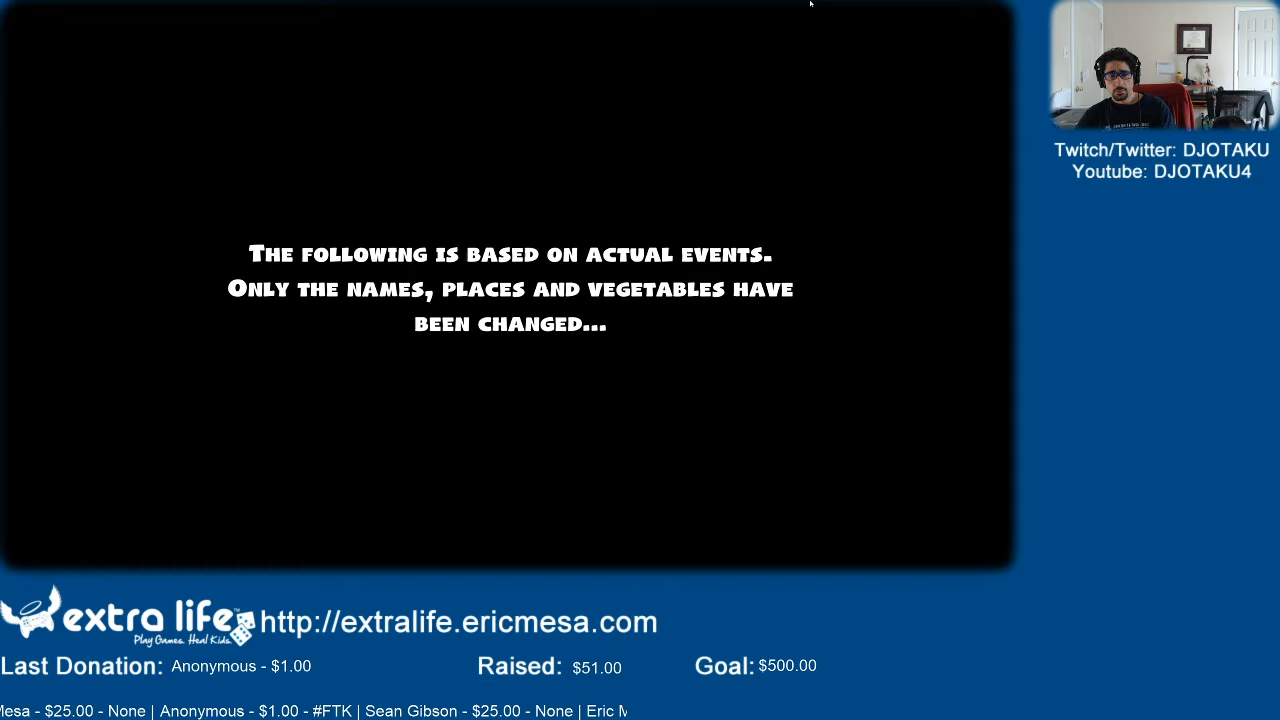 THE FOLLOWING IS BASED ON ACTUAL EVENTS.
ONLY THE NAMES, PLACES AND VEGETABLES HAVE
BEEN CHANGED...
Twitch/Twitter: DJOTAKU
Youtube: DJOTAKU4
extra life
Play Games. Heal Kids.
http://extralife.ericmesa.com
Last Donation: Anonymous - $1.00 Raised: $51.00 Goal: $500.00
Mesa - $25.00 - None | Anonymous - $1.00 - #FTK | Sean Gibson - $25.00 - None | Eric